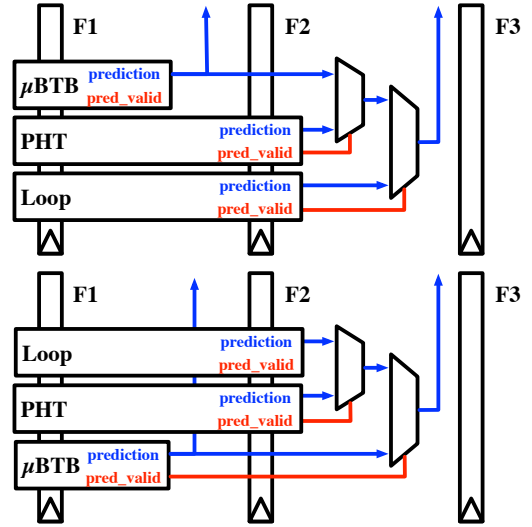 F1 F2 F3
prediction
μBTB
pred_valid
prediction
PHT
pred_valid
prediction
Loop
pred_valid
F1 F2 F3
prediction
Loop
pred_valid
prediction
PHT
pred_valid
prediction
μBTB
pred_valid